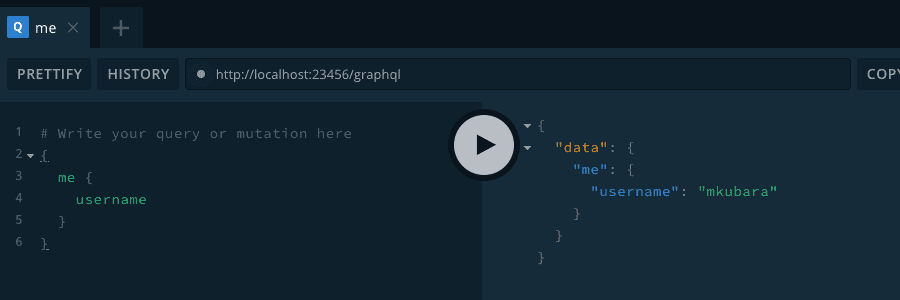 Q me
PRETTIFY HISTORY http://localhost:23456/graphql COPY
1 # Write your query or mutation here
2 {
3 me {
4 username
5 }
6 }
{
"data": {
"me": {
"username": "mkubara"
}
}
}